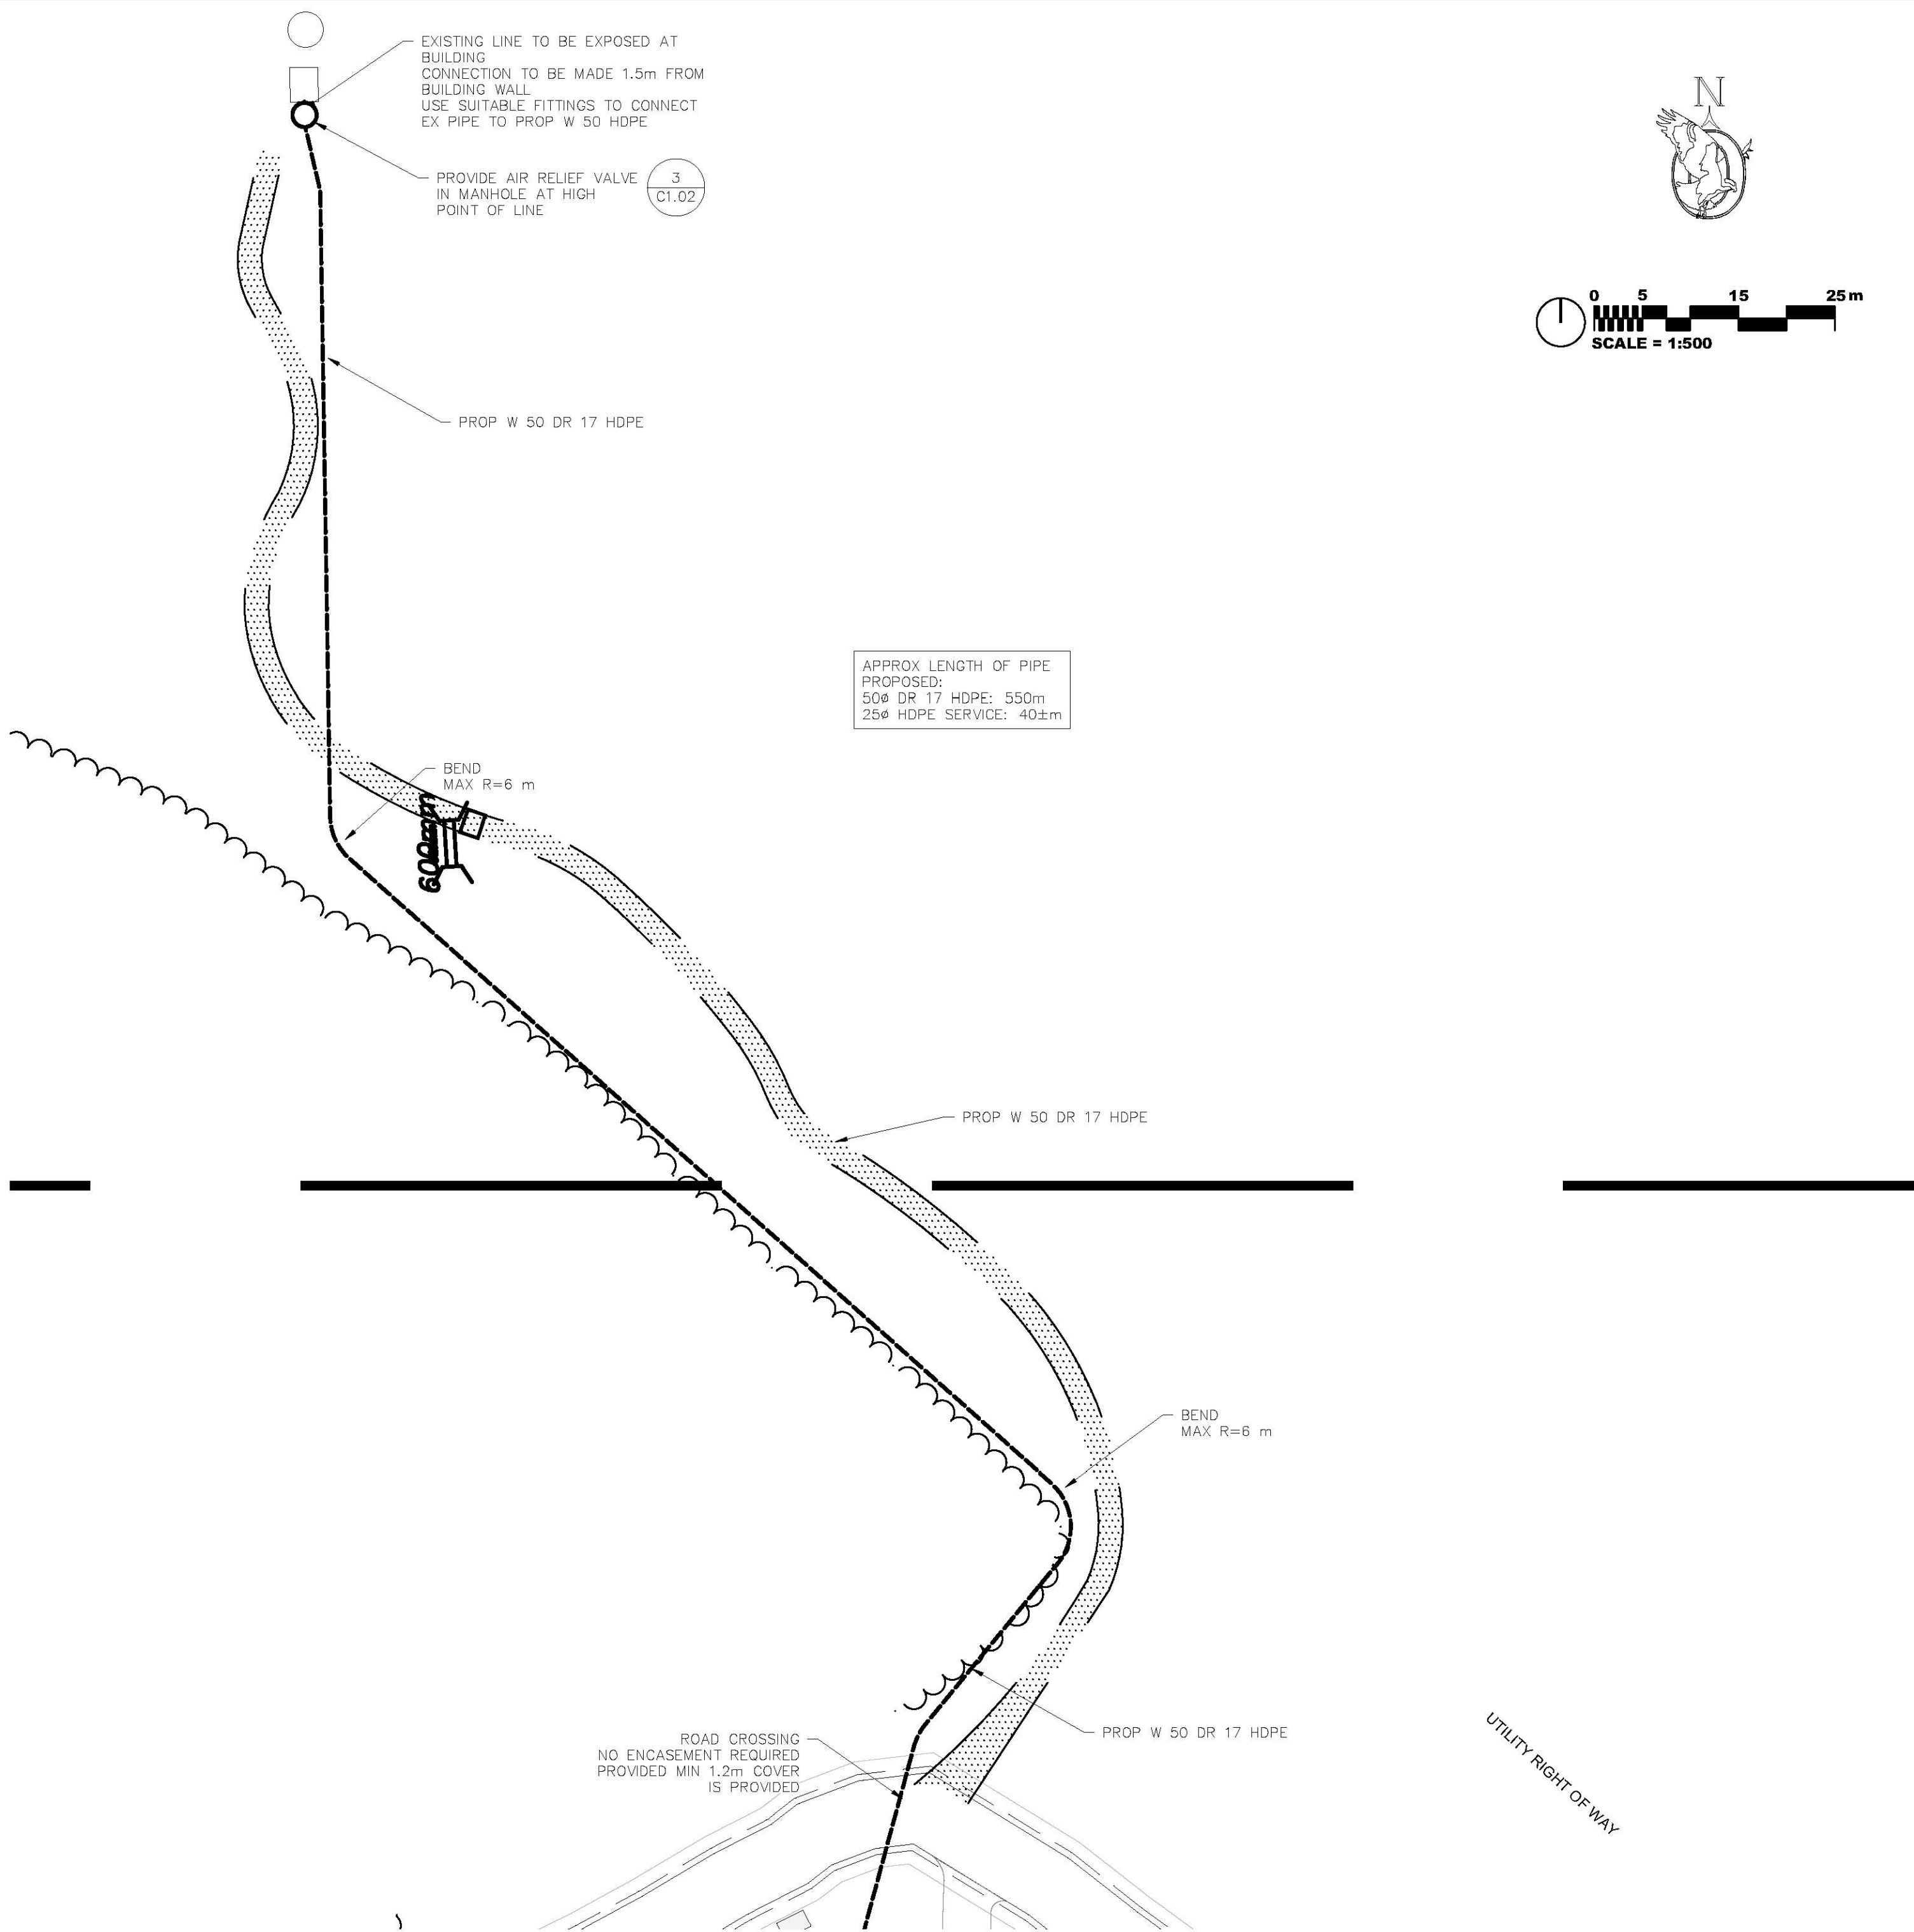 EXISTING LINE TO BE EXPOSED AT
BUILDING
CONNECTION TO BE MADE 1.5m FROM
BUILDING WALL
USE SUITABLE FITTINGS TO CONNECT
EX PIPE TO PROP W 50 HDPE
PROVIDE AIR RELIEF VALVE
IN MANHOLE AT HIGH
POINT OF LINE
3
C1.02
N
0 5 15 25m
SCALE = 1:500
PROP W 50 DR 17 HDPE
APPROX LENGTH OF PIPE
PROPOSED:
50ø DR 17 HDPE: 550m
25ø HDPE SERVICE: 40±m
BEND
MAX R=6 m
600mm
PROP W 50 DR 17 HDPE
BEND
MAX R=6 m
PROP W 50 DR 17 HDPE
ROAD CROSSING
NO ENCASEMENT REQUIRED
PROVIDED MIN 1.2m COVER
IS PROVIDED
UTILITY RIGHT OF WAY